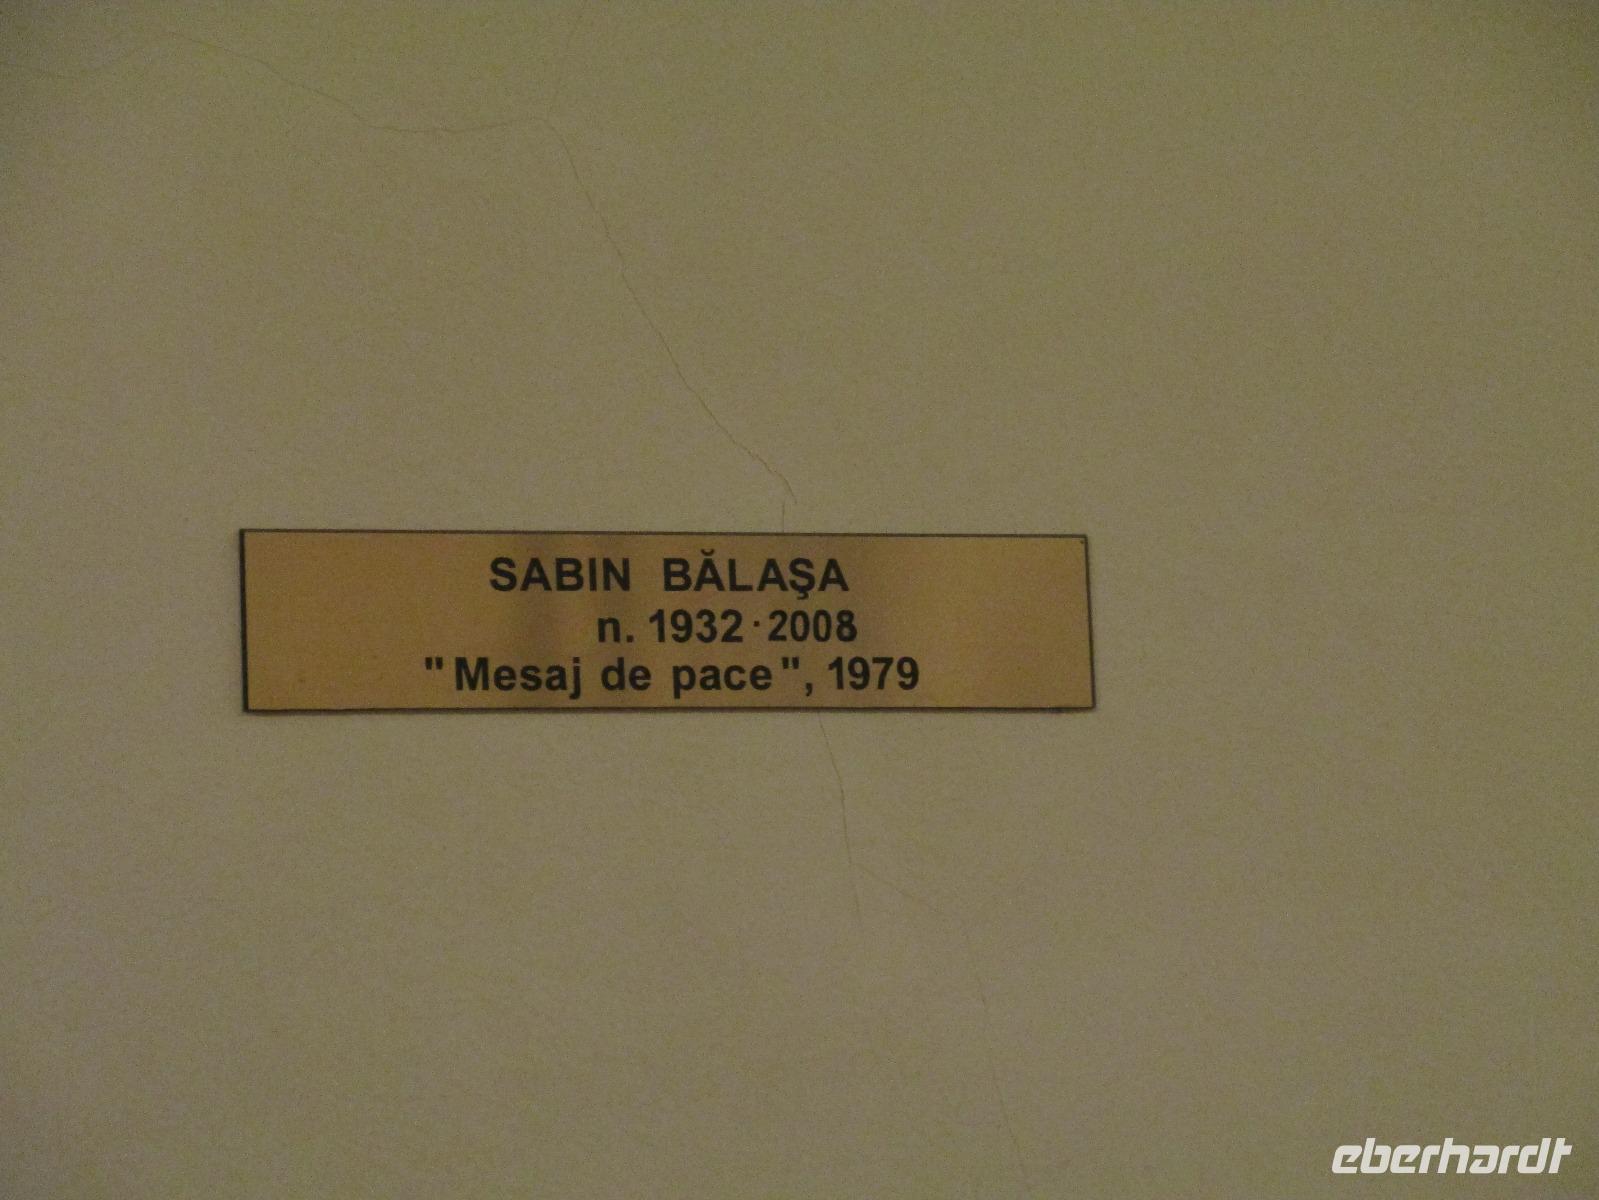 SABIN BĂLAŞA
n. 1932 · 2008
"Mesaj de pace", 1979
eberhardt